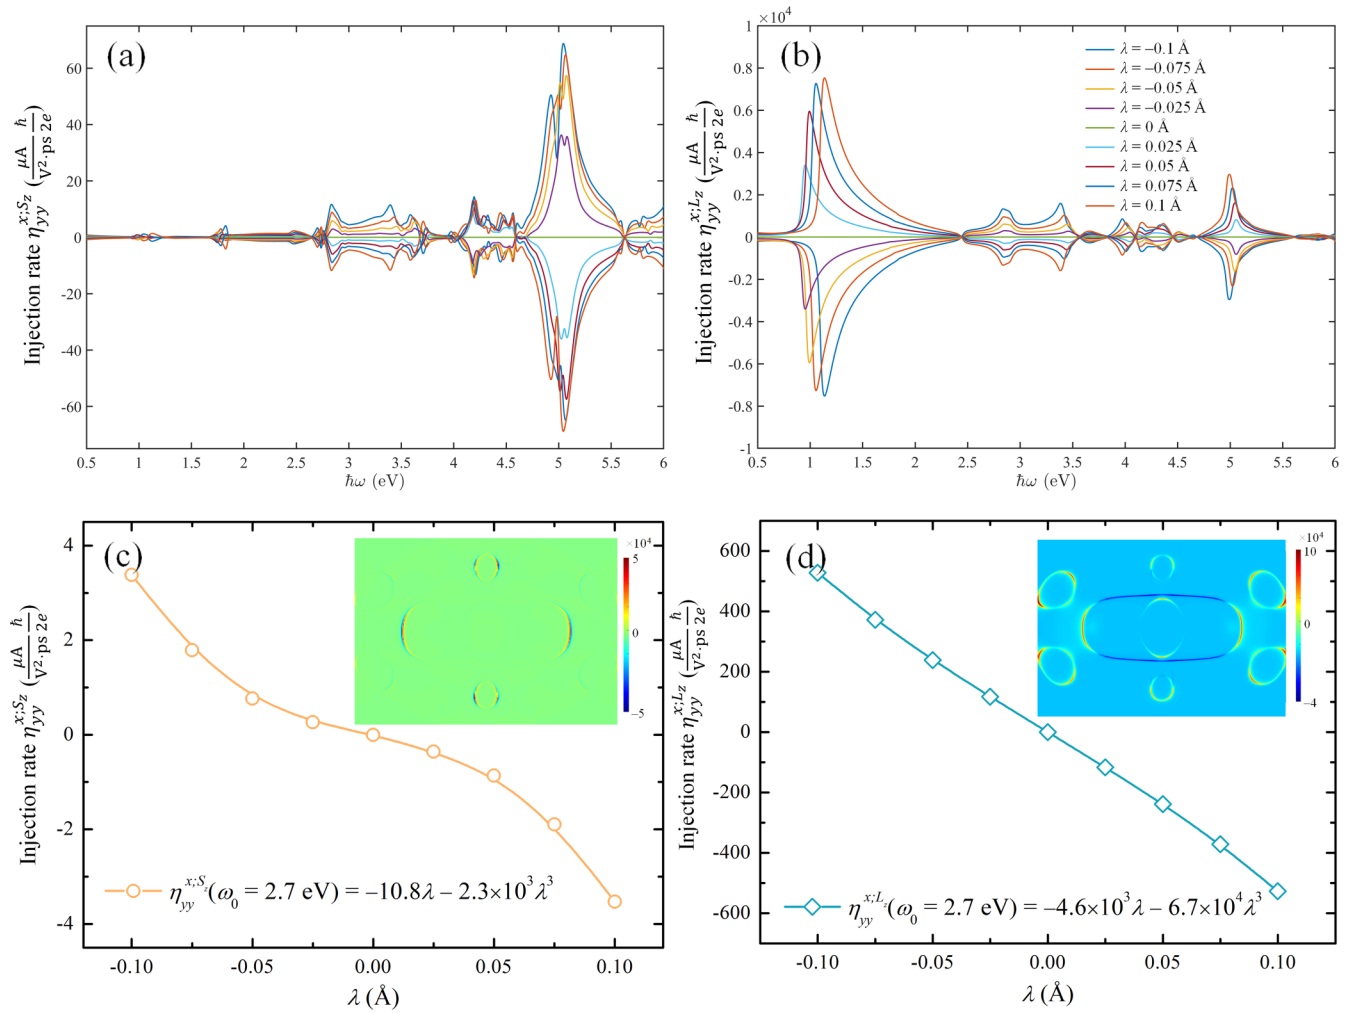 (a)
Injection rate η_yy^{x;S_z} (μA/V²·ps ħ/2e)
60
40
20
0
-20
-40
-60
0.5 1 1.5 2 2.5 3 3.5 4 4.5 5 5.5 6
ħω (eV)
×10⁴
(b)
Injection rate η_yy^{x;L_z} (μA/V²·ps ħ/2e)
1
0.8
0.6
0.4
0.2
0
-0.2
-0.4
-0.6
-0.8
-1
λ = −0.1 Å
λ = −0.075 Å
λ = −0.05 Å
λ = −0.025 Å
λ = 0 Å
λ = 0.025 Å
λ = 0.05 Å
λ = 0.075 Å
λ = 0.1 Å
0.5 1 1.5 2 2.5 3 3.5 4 4.5 5 5.5 6
ħω (eV)
(c)
Injection rate η_yy^{x;S_z} (μA/V²·ps ħ/2e)
4
2
0
-2
-4
×10⁴
5
0
−5
η_yy^{x;S_z}(ω₀ = 2.7 eV) = −10.8λ − 2.3×10³λ³
-0.10 -0.05 0.00 0.05 0.10
λ (Å)
(d)
Injection rate η_yy^{x;L_z} (μA/V²·ps ħ/2e)
600
400
200
0
-200
-400
-600
×10⁴
10
0
−4
η_yy^{x;L_z}(ω₀ = 2.7 eV) = −4.6×10³λ − 6.7×10⁴λ³
-0.10 -0.05 0.00 0.05 0.10
λ (Å)